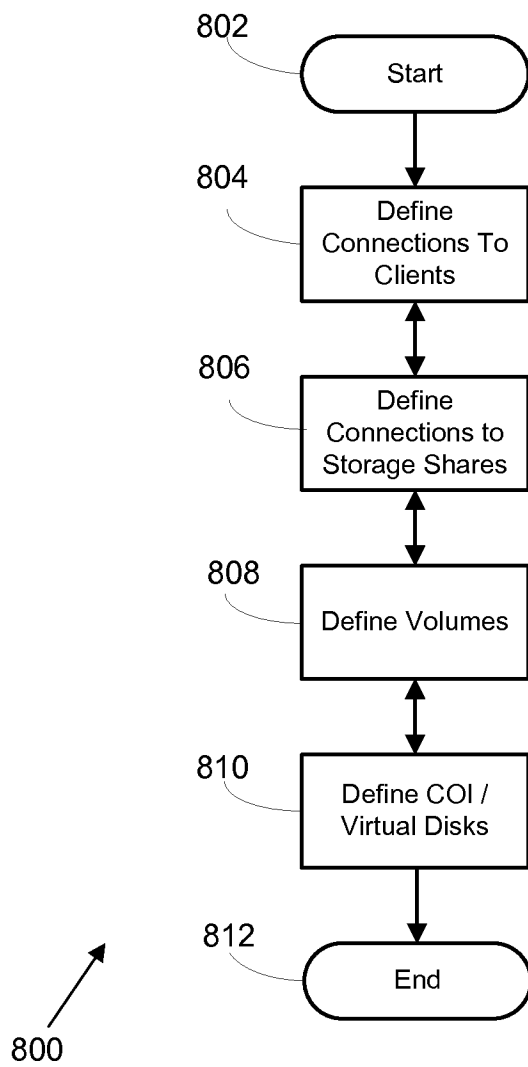 802
Start
804
Define
Connections To
Clients
806
Define
Connections to
Storage Shares
808
Define Volumes
810
Define COI /
Virtual Disks
812
End
800